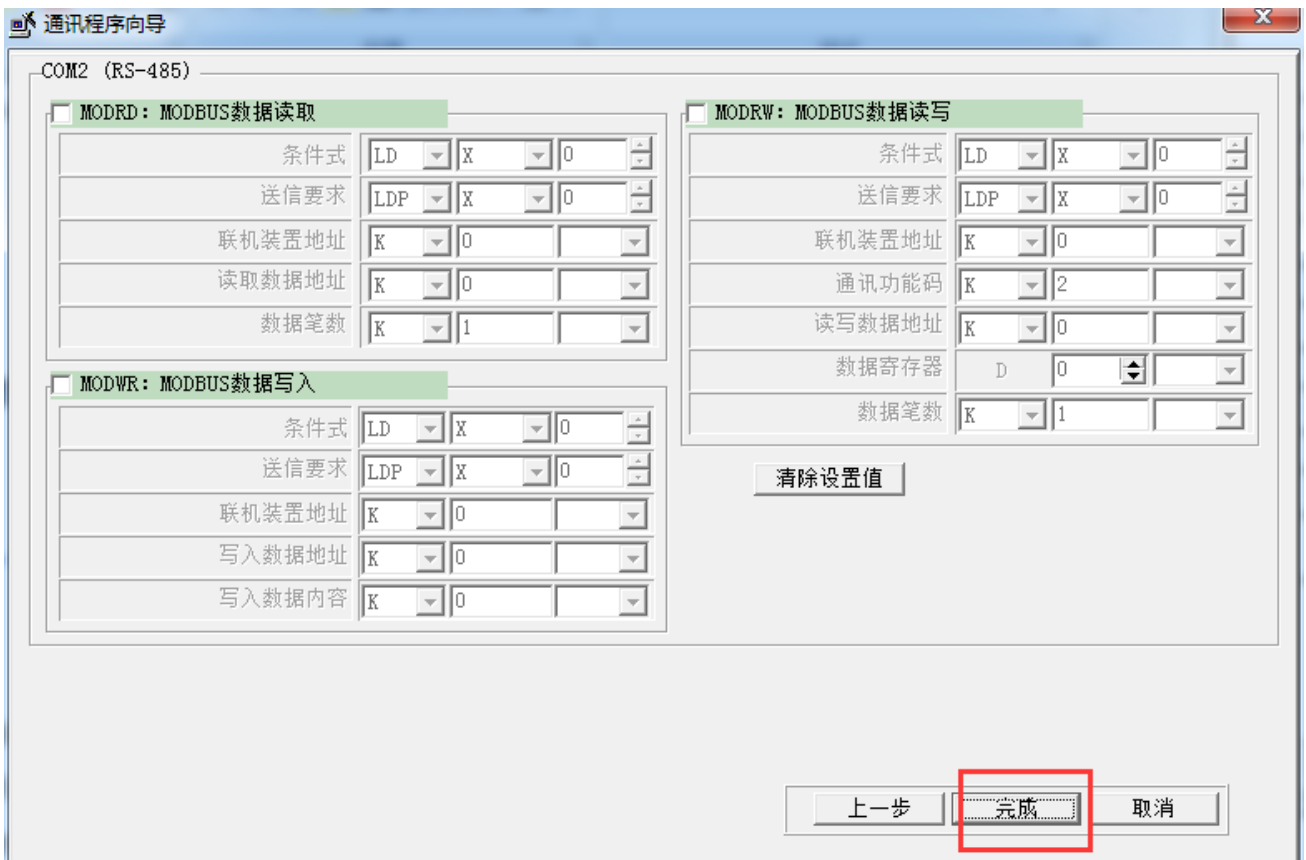 通讯程序向导
X
COM2 (RS-485)
MODRD: MODBUS数据读取
条件式 LD X 0
送信要求 LDP X 0
联机装置地址 K 0
读取数据地址 K 0
数据笔数 K 1
MODWR: MODBUS数据写入
条件式 LD X 0
送信要求 LDP X 0
联机装置地址 K 0
写入数据地址 K 0
写入数据内容 K 0
MODRW: MODBUS数据读写
条件式 LD X 0
送信要求 LDP X 0
联机装置地址 K 0
通讯功能码 K 2
读写数据地址 K 0
数据寄存器 D 0
数据笔数 K 1
清除设置值
上一步 完成 取消